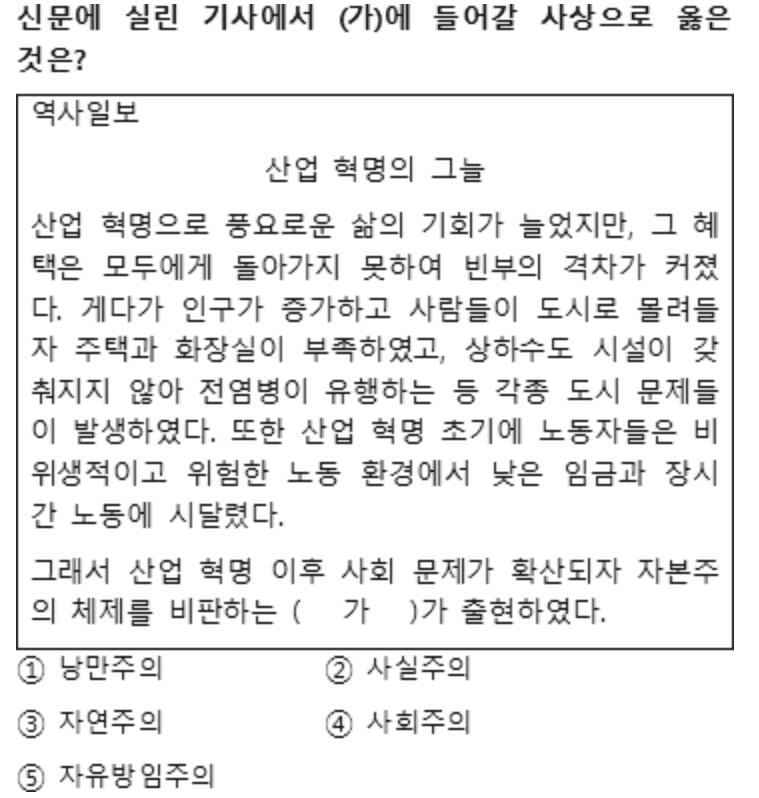 신문에 실린 기사에서 (가)에 들어갈 사상으로 옳은
것은?
역사일보
산업 혁명의 그늘
산업 혁명으로 풍요로운 삶의 기회가 늘었지만, 그 혜
택은 모두에게 돌아가지 못하여 빈부의 격차가 커졌
다. 게다가 인구가 증가하고 사람들이 도시로 몰려들
자 주택과 화장실이 부족하였고, 상하수도 시설이 갖
춰지지 않아 전염병이 유행하는 등 각종 도시 문제들
이 발생하였다. 또한 산업 혁명 초기에 노동자들은 비
위생적이고 위험한 노동 환경에서 낮은 임금과 장시
간 노동에 시달렸다.
그래서 산업 혁명 이후 사회 문제가 확산되자 자본주
의 체제를 비판하는 ( 가 )가 출현하였다.
① 낭만주의 ② 사실주의
③ 자연주의 ④ 사회주의
⑤ 자유방임주의